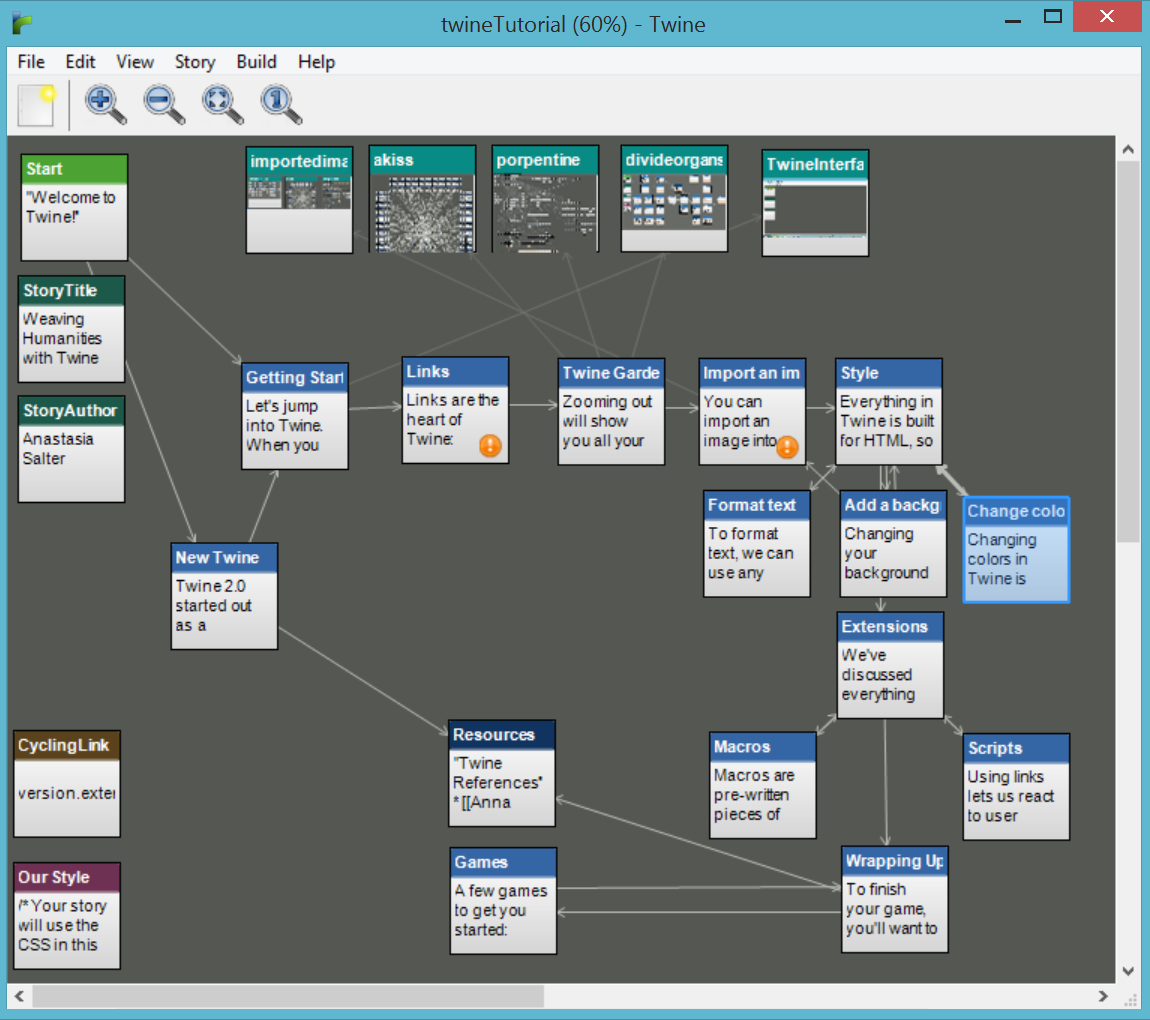 twineTutorial (60%) - Twine
File Edit View Story Build Help
Start
"Welcome to
Twine!"
importedima
akiss
porpentine
divideorgans
TwineInterfa
StoryTitle
Weaving
Humanities
with Twine
StoryAuthor
Anastasia
Salter
Getting Start
Let's jump
into Twine.
When you
Links
Links are the
heart of
Twine:
Twine Garde
Zooming out
will show
you all your
Import an im
You can
import an
image into
Style
Everything in
Twine is built
for HTML, so
Format text
To format
text, we can
use any
Add a backg
Changing
your
background
Change colo
Changing
colors in
Twine is
New Twine
Twine 2.0
started out
as a
Extensions
We've
discussed
everything
Resources
"Twine
References"
* [[Anna
Macros
Macros are
pre-written
pieces of
Scripts
Using links
lets us react
to user
CyclingLink
version.exter
Games
A few games
to get you
started:
Wrapping Up
To finish
your game,
you'll want to
Our Style
/* Your story
will use the
CSS in this